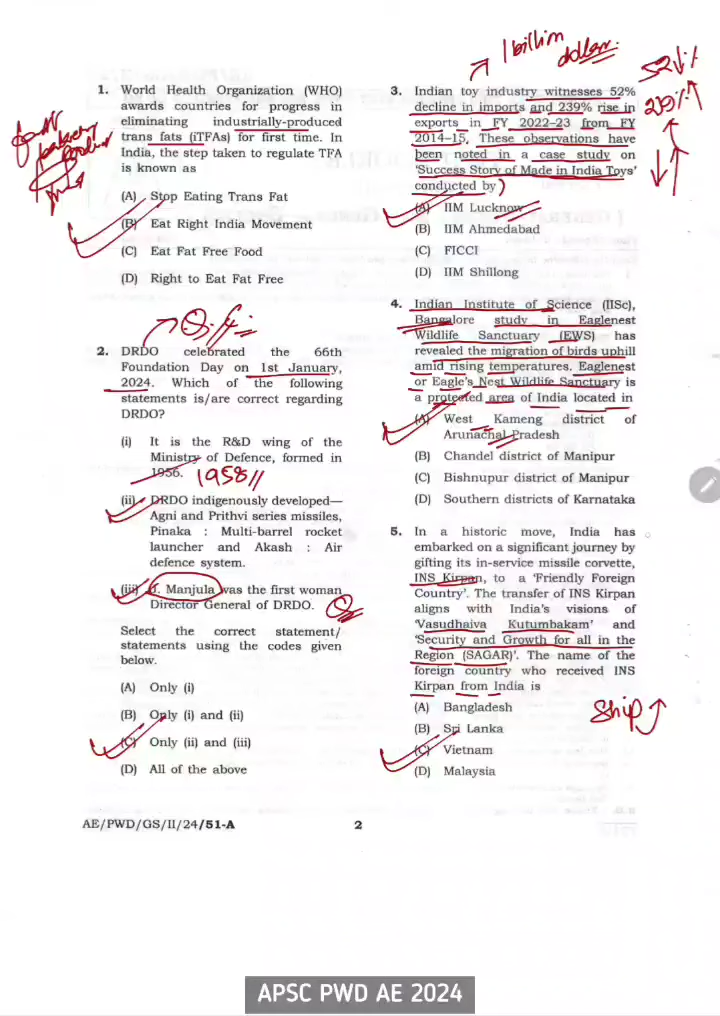 1 billion
dollar
52%
239%
1. World Health Organization (WHO)
awards countries for progress in
eliminating industrially-produced
trans fats (iTFAs) for first time. In
India, the step taken to regulate TFA
is known as
(A) Stop Eating Trans Fat
(B) Eat Right India Movement
(C) Eat Fat Free Food
(D) Right to Eat Fat Free
2. DRDO celebrated the 66th
Foundation Day on 1st January,
2024. Which of the following
statements is/are correct regarding
DRDO?
(i) It is the R&D wing of the
Ministry of Defence, formed in
1956. 1958
(ii) DRDO indigenously developed—
Agni and Prithvi series missiles,
Pinaka : Multi-barrel rocket
launcher and Akash : Air
defence system.
(iii) J. Manjula was the first woman
Director General of DRDO.
Select the correct statement/
statements using the codes given
below.
(A) Only (i)
(B) Only (i) and (ii)
(C) Only (ii) and (iii)
(D) All of the above
3. Indian toy industry witnesses 52%
decline in imports and 239% rise in
exports in FY 2022–23 from FY
2014–15. These observations have
been noted in a case study on
'Success Story of Made in India Toys'
conducted by
(A) IIM Lucknow
(B) IIM Ahmedabad
(C) FICCI
(D) IIM Shillong
4. Indian Institute of Science (IISc),
Bangalore study in Eaglenest
Wildlife Sanctuary (EWS) has
revealed the migration of birds uphill
amid rising temperatures. Eaglenest
or Eagle's Nest Wildlife Sanctuary is
a protected area of India located in
(A) West Kameng district of
Arunachal Pradesh
(B) Chandel district of Manipur
(C) Bishnupur district of Manipur
(D) Southern districts of Karnataka
5. In a historic move, India has
embarked on a significant journey by
gifting its in-service missile corvette,
INS Kirpan, to a 'Friendly Foreign
Country'. The transfer of INS Kirpan
aligns with India's visions of
'Vasudhaiva Kutumbakam' and
'Security and Growth for all in the
Region (SAGAR)'. The name of the
foreign country who received INS
Kirpan from India is
(A) Bangladesh
(B) Sri Lanka
(C) Vietnam
(D) Malaysia
Ship
AE/PWD/GS/II/24/51-A
2
APSC PWD AE 2024